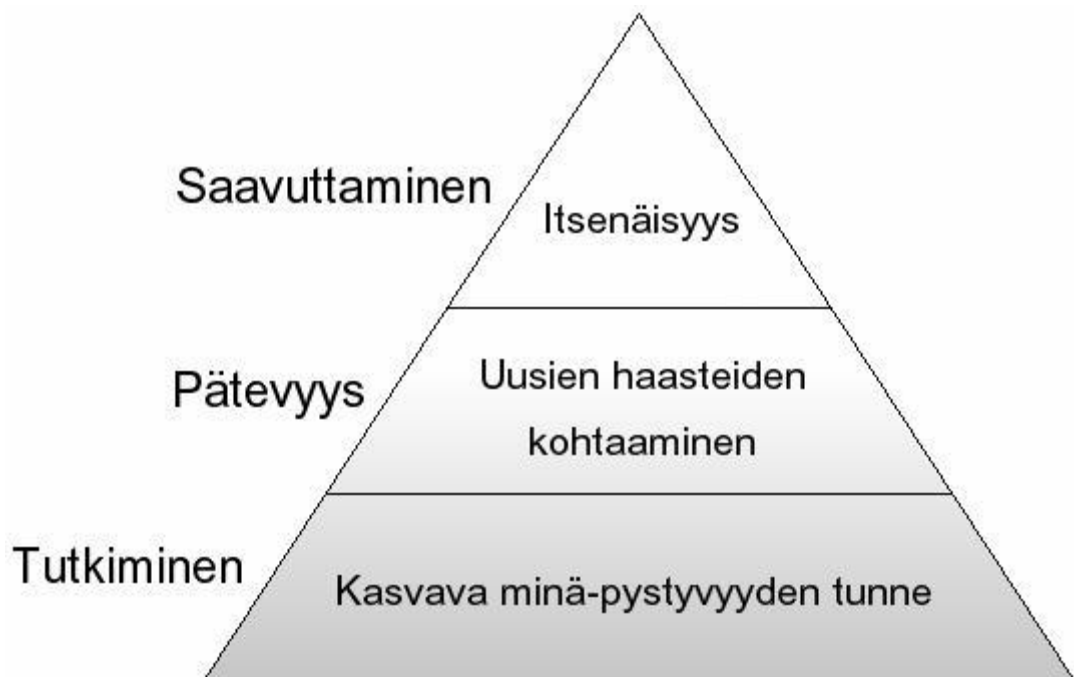 Saavuttaminen
Itsenäisyys
Pätevyys
Uusien haasteiden
kohtaaminen
Tutkiminen
Kasvava minä-pystyvyyden tunne